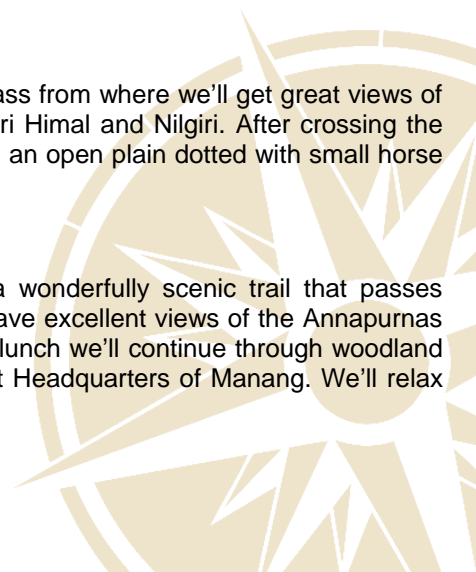 ass from where we'll get great views of
ri Himal and Nilgiri. After crossing the
an open plain dotted with small horse
a wonderfully scenic trail that passes
ave excellent views of the Annapurnas
lunch we'll continue through woodland
t Headquarters of Manang. We'll relax